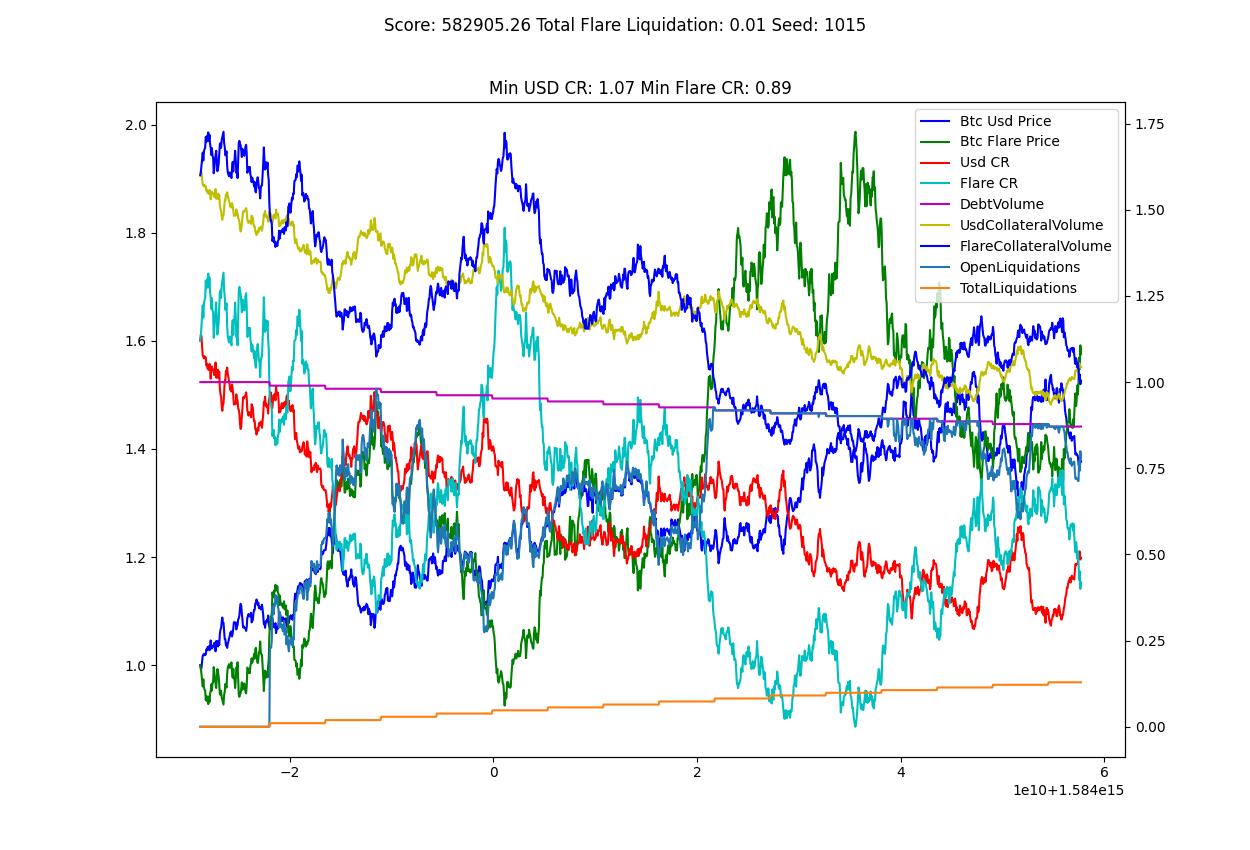 Score: 582905.26 Total Flare Liquidation: 0.01 Seed: 1015
Min USD CR: 1.07 Min Flare CR: 0.89
2.0
1.8
1.6
1.4
1.2
1.0
Btc Usd Price
Btc Flare Price
Usd CR
Flare CR
DebtVolume
UsdCollateralVolume
FlareCollateralVolume
OpenLiquidations
TotalLiquidations
1.75
1.50
1.25
1.00
0.75
0.50
0.25
0.00
−2 0 2 4 6
1e10+1.584e15